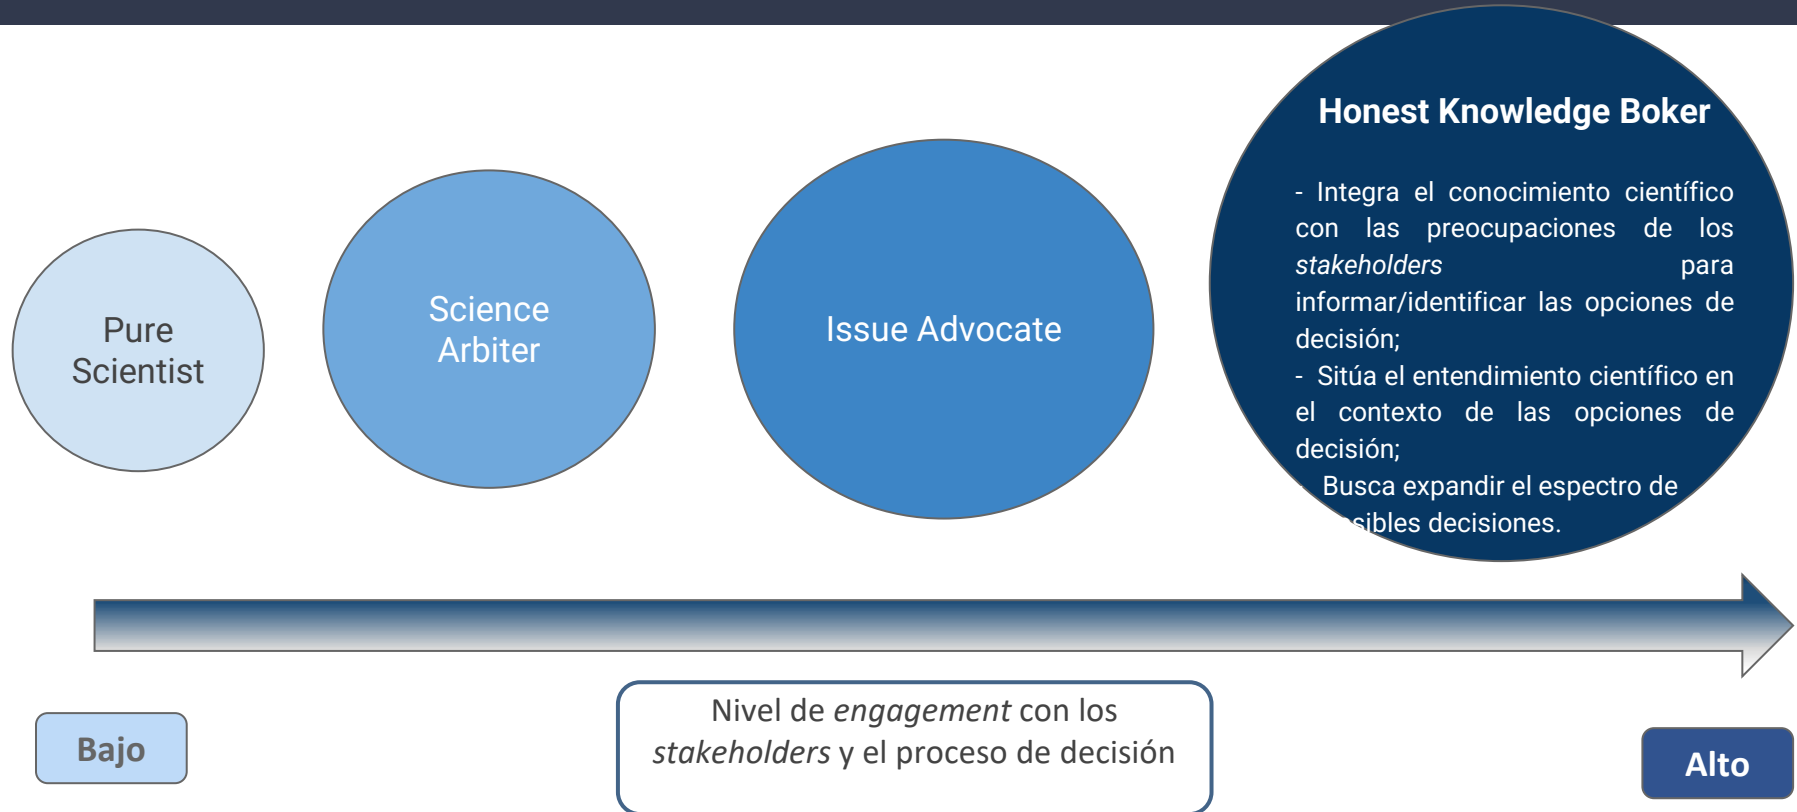 Pure
Scientist
Science
Arbiter
Issue Advocate
Honest Knowledge Boker
- Integra el conocimiento científico
con las preocupaciones de los
stakeholders para
informar/identificar las opciones de
decisión;
- Sitúa el entendimiento científico en
el contexto de las opciones de
decisión;
Busca expandir el espectro de
decisiones.
Nivel de engagement con los
stakeholders y el proceso de decisión
Bajo
Alto